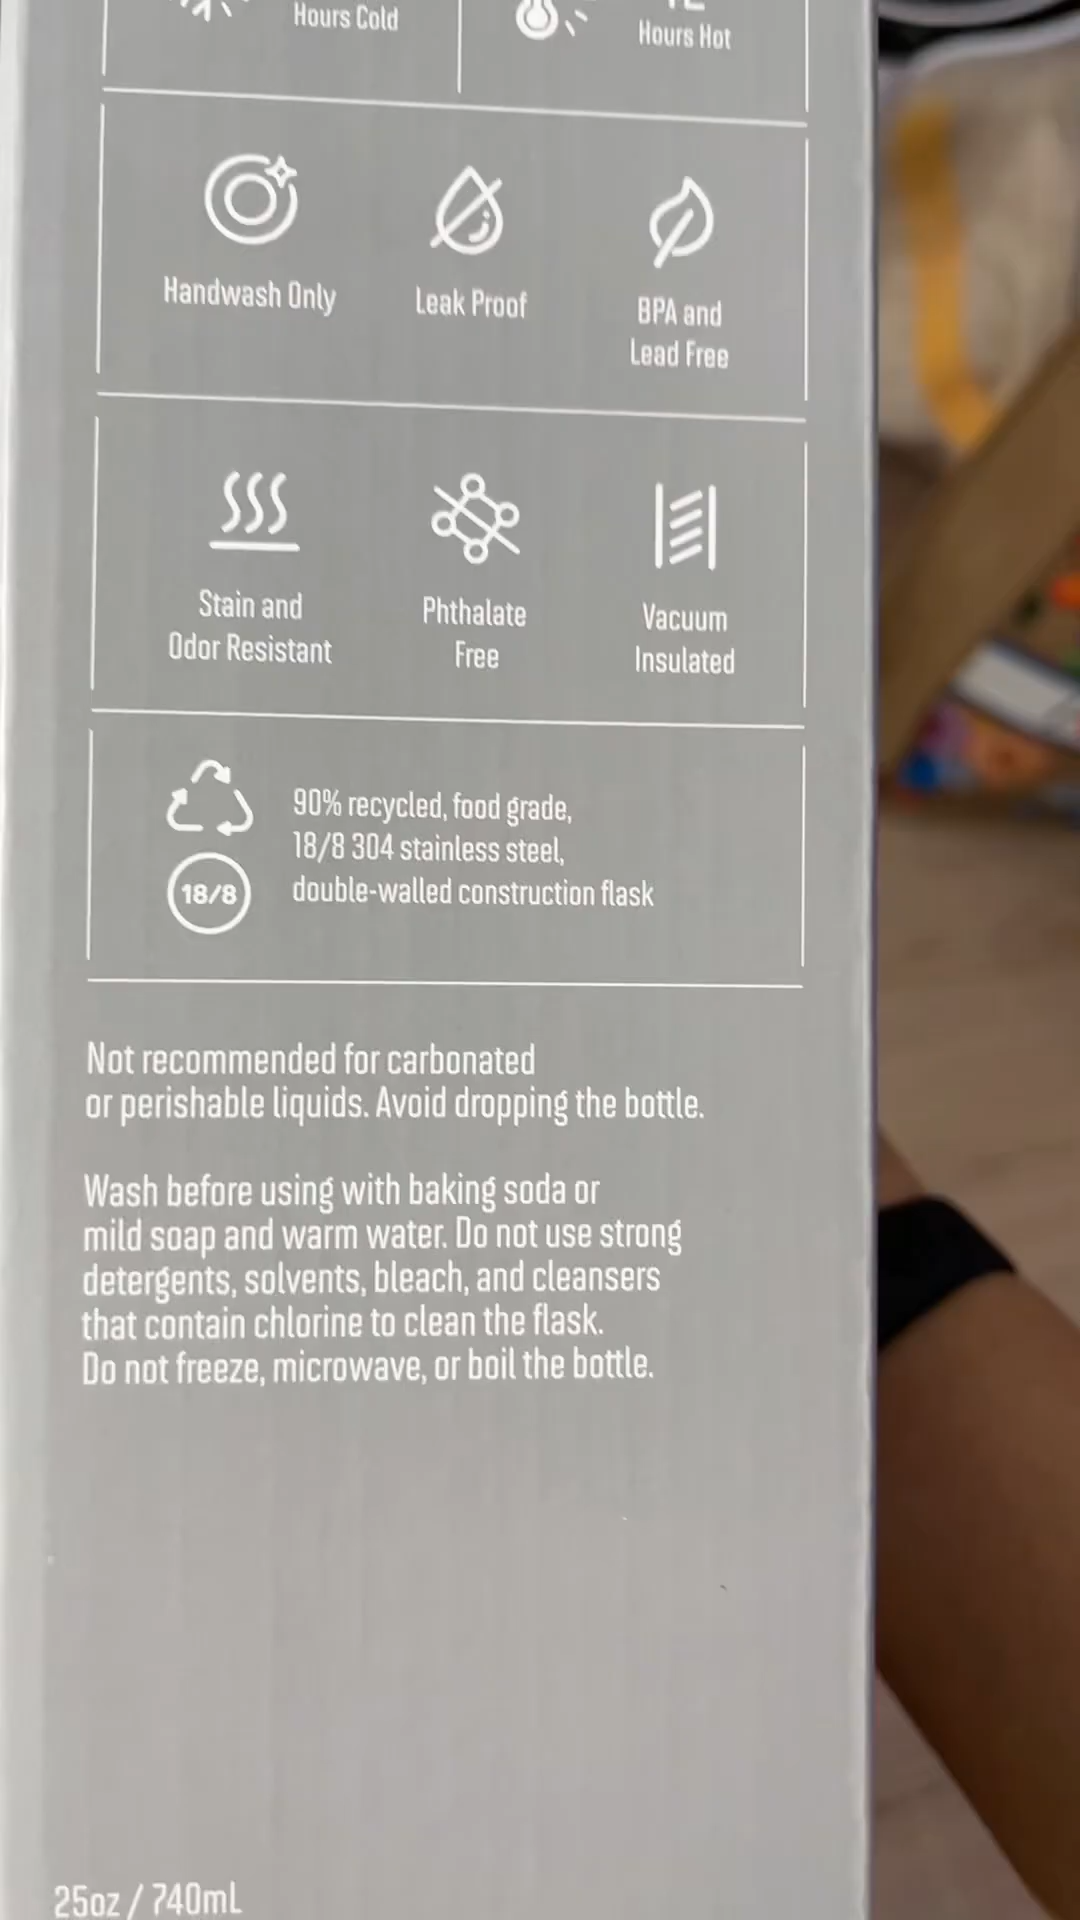 Hours Cold
Hours Hot
Handwash Only
Leak Proof
BPA and
Lead Free
Stain and
Odor Resistant
Phthalate
Free
Vacuum
Insulated
90% recycled, food grade,
18/8 304 stainless steel,
double-walled construction flask
18/8
Not recommended for carbonated
or perishable liquids. Avoid dropping the bottle.
Wash before using with baking soda or
mild soap and warm water. Do not use strong
detergents, solvents, bleach, and cleansers
that contain chlorine to clean the flask.
Do not freeze, microwave, or boil the bottle.
25oz / 740mL